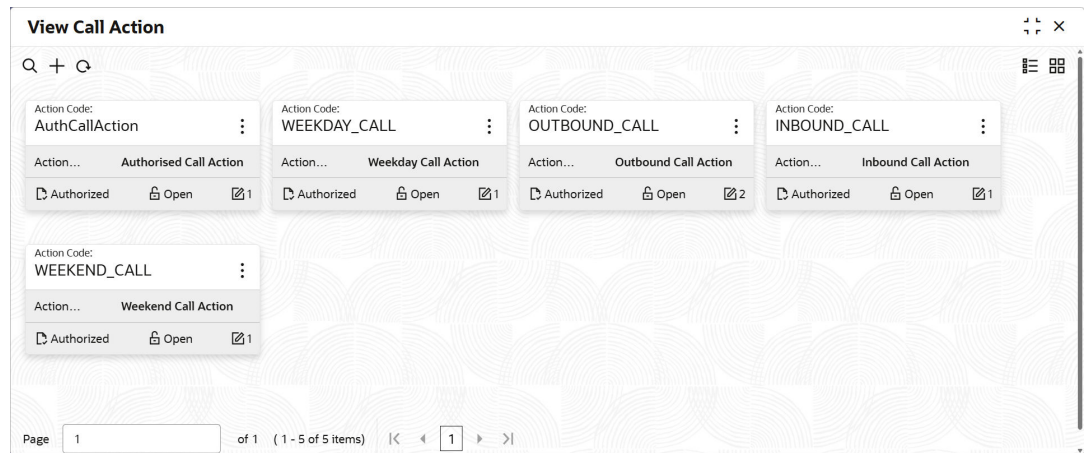 View Call Action
Action Code:
AuthCallAction
Action... Authorised Call Action
Authorized Open 1
Action Code:
WEEKDAY_CALL
Action... Weekday Call Action
Authorized Open 1
Action Code:
OUTBOUND_CALL
Action... Outbound Call Action
Authorized Open 2
Action Code:
INBOUND_CALL
Action... Inbound Call Action
Authorized Open 1
Action Code:
WEEKEND_CALL
Action... Weekend Call Action
Authorized Open 1
Page 1 of 1 ( 1 - 5 of 5 items) 1